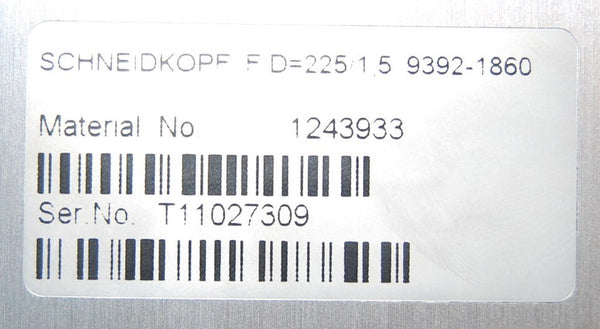 SCHNEIDKOPF F D=225/1,5 9392-1860
Material No 1243933
Ser.No. T11027309